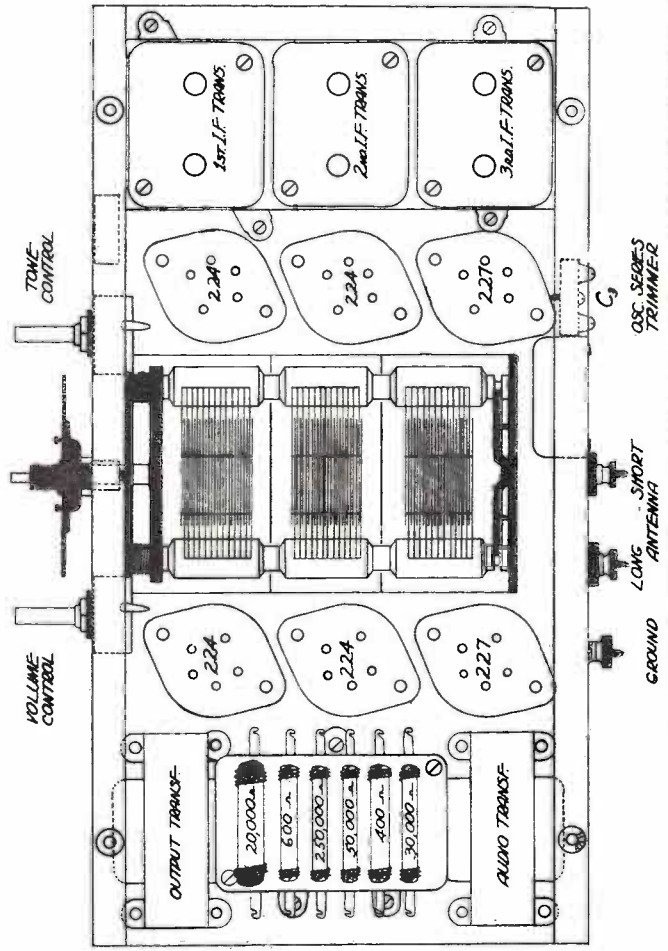 TONE
CONTROL
VOLUME
CONTROL
1ST. I.F. TRANS.
2ND. I.F. TRANS.
3RD. I.F. TRANS.
224
224
227
C3
OSC. SERIES
TRIMMER
224
224
227
LONG - SHORT
ANTENNA
GROUND
OUTPUT TRANSF.
20,000 Ω
600 Ω
250,000 Ω
50,000 Ω
400 Ω
30,000 Ω
AUDIO TRANSF.